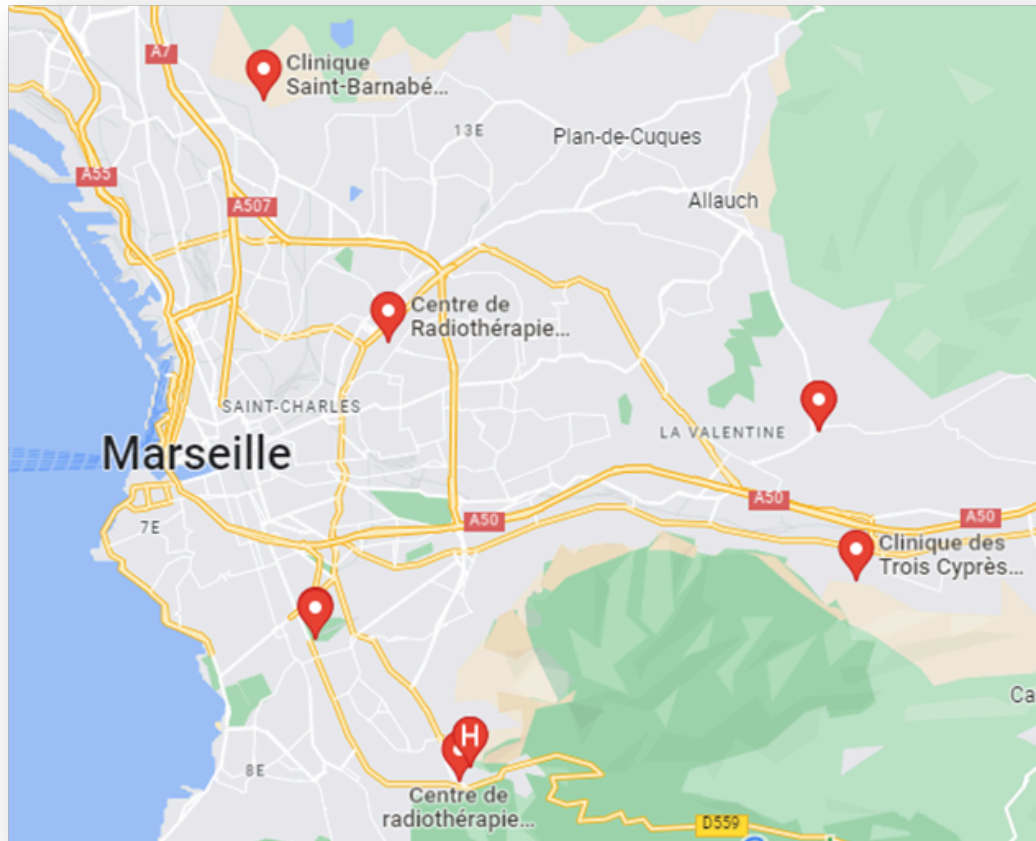 A7
Clinique
Saint-Barnabé...
13E
Plan-de-Cuques
A55
Allauch
A507
Centre de
Radiothérapie...
SAINT-CHARLES
LA VALENTINE
Marseille
A50
7E
A50
A50
Clinique des
Trois Cyprès...
Ca
H
8E
Centre de
radiothérapie...
D559